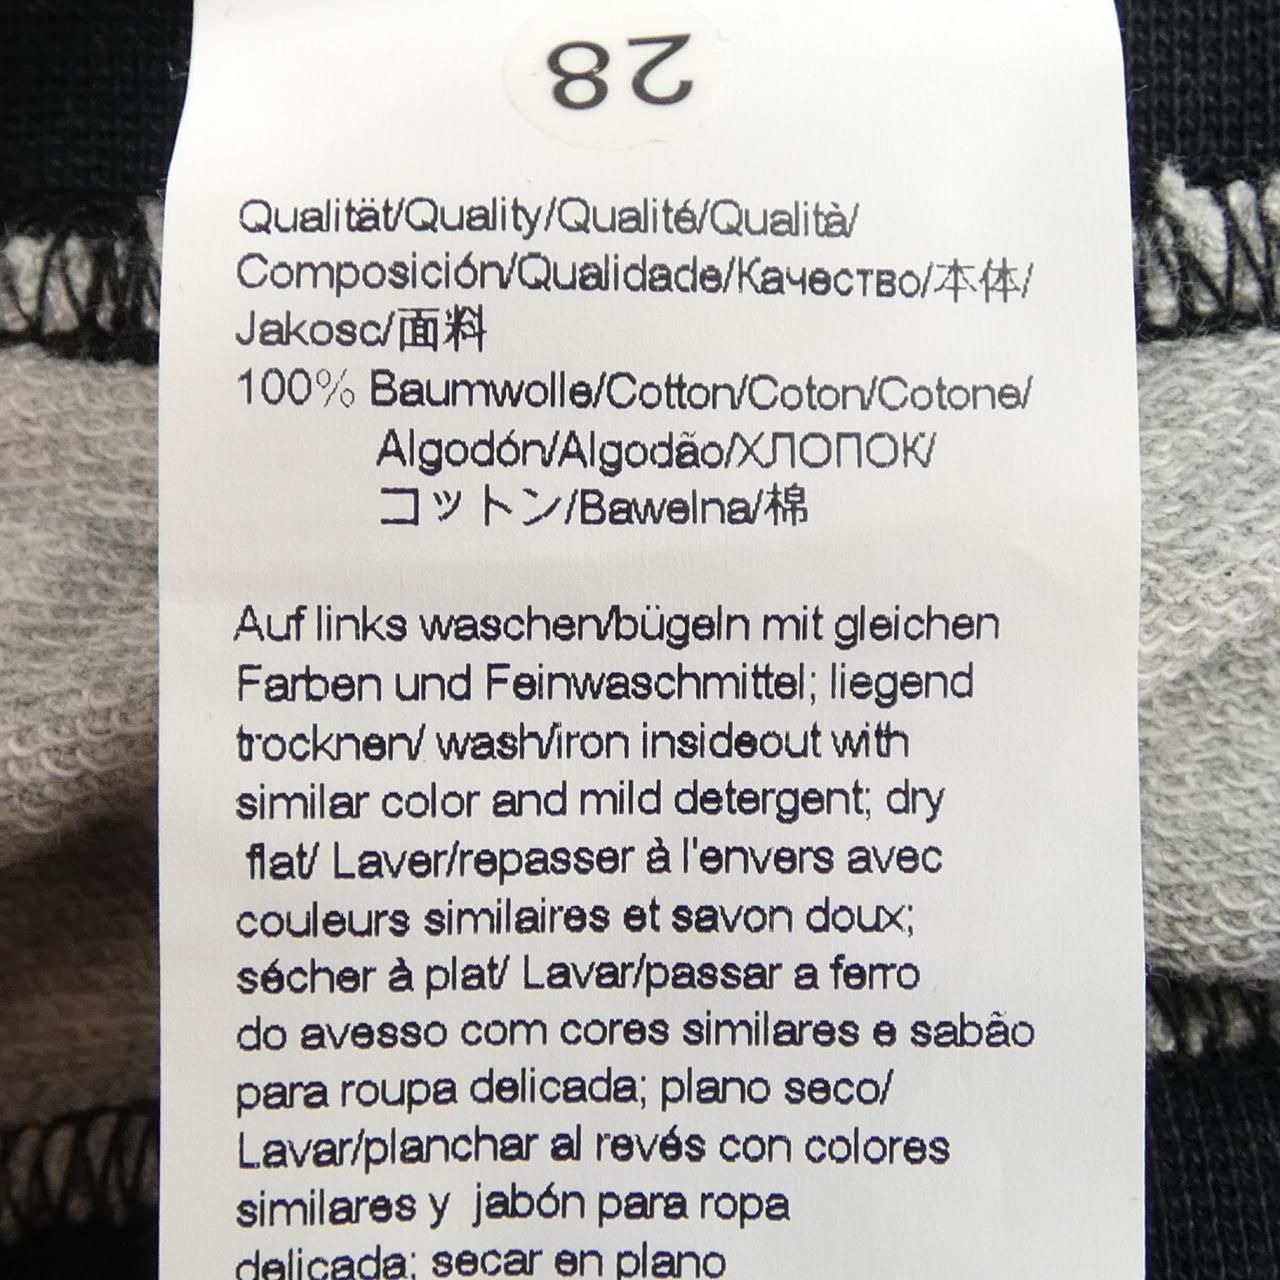 28
Qualität/Quality/Qualité/Qualità/
Composición/Qualidade/Качество/本体/
Jakosc/面料
100% Baumwolle/Cotton/Coton/Cotone/
Algodón/Algodão/ХЛОПОК/
コットン/Bawelna/棉
Auf links waschen/bügeln mit gleichen
Farben und Feinwaschmittel; liegend
trocknen/ wash/iron insideout with
similar color and mild detergent; dry
flat/ Laver/repasser à l'envers avec
couleurs similaires et savon doux;
sécher à plat/ Lavar/passar a ferro
do avesso com cores similares e sabão
para roupa delicada; plano seco/
Lavar/planchar al revés con colores
similares y jabón para ropa
delicada; secar en plano